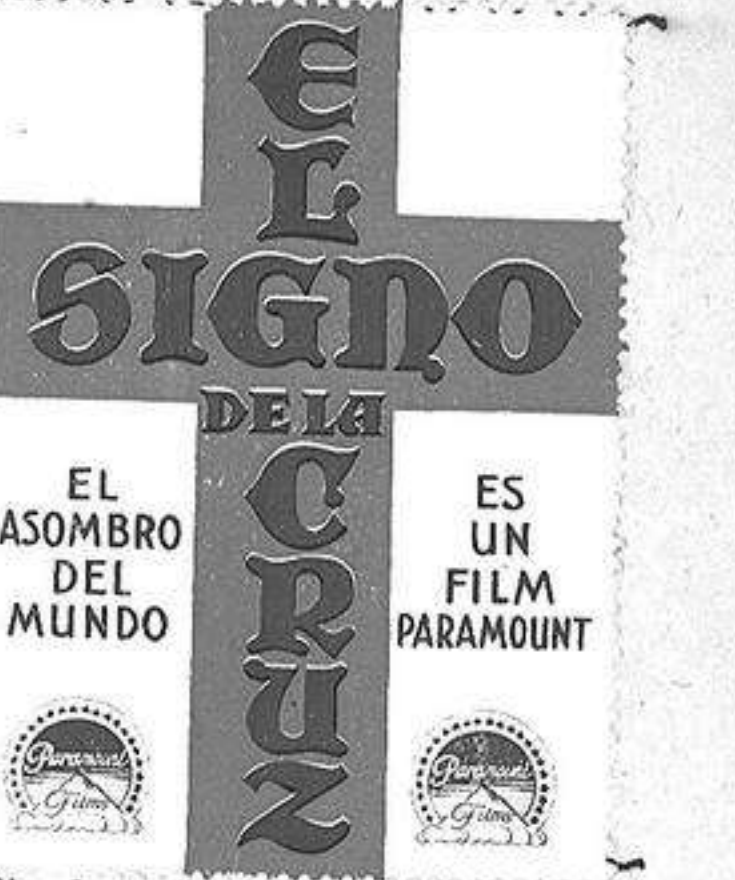 EL
SIGNO
DE LA
CRUZ
EL
ASOMBRO
DEL
MUNDO
ES
UN
FILM
PARAMOUNT
Paramount
Films
Paramount
Films